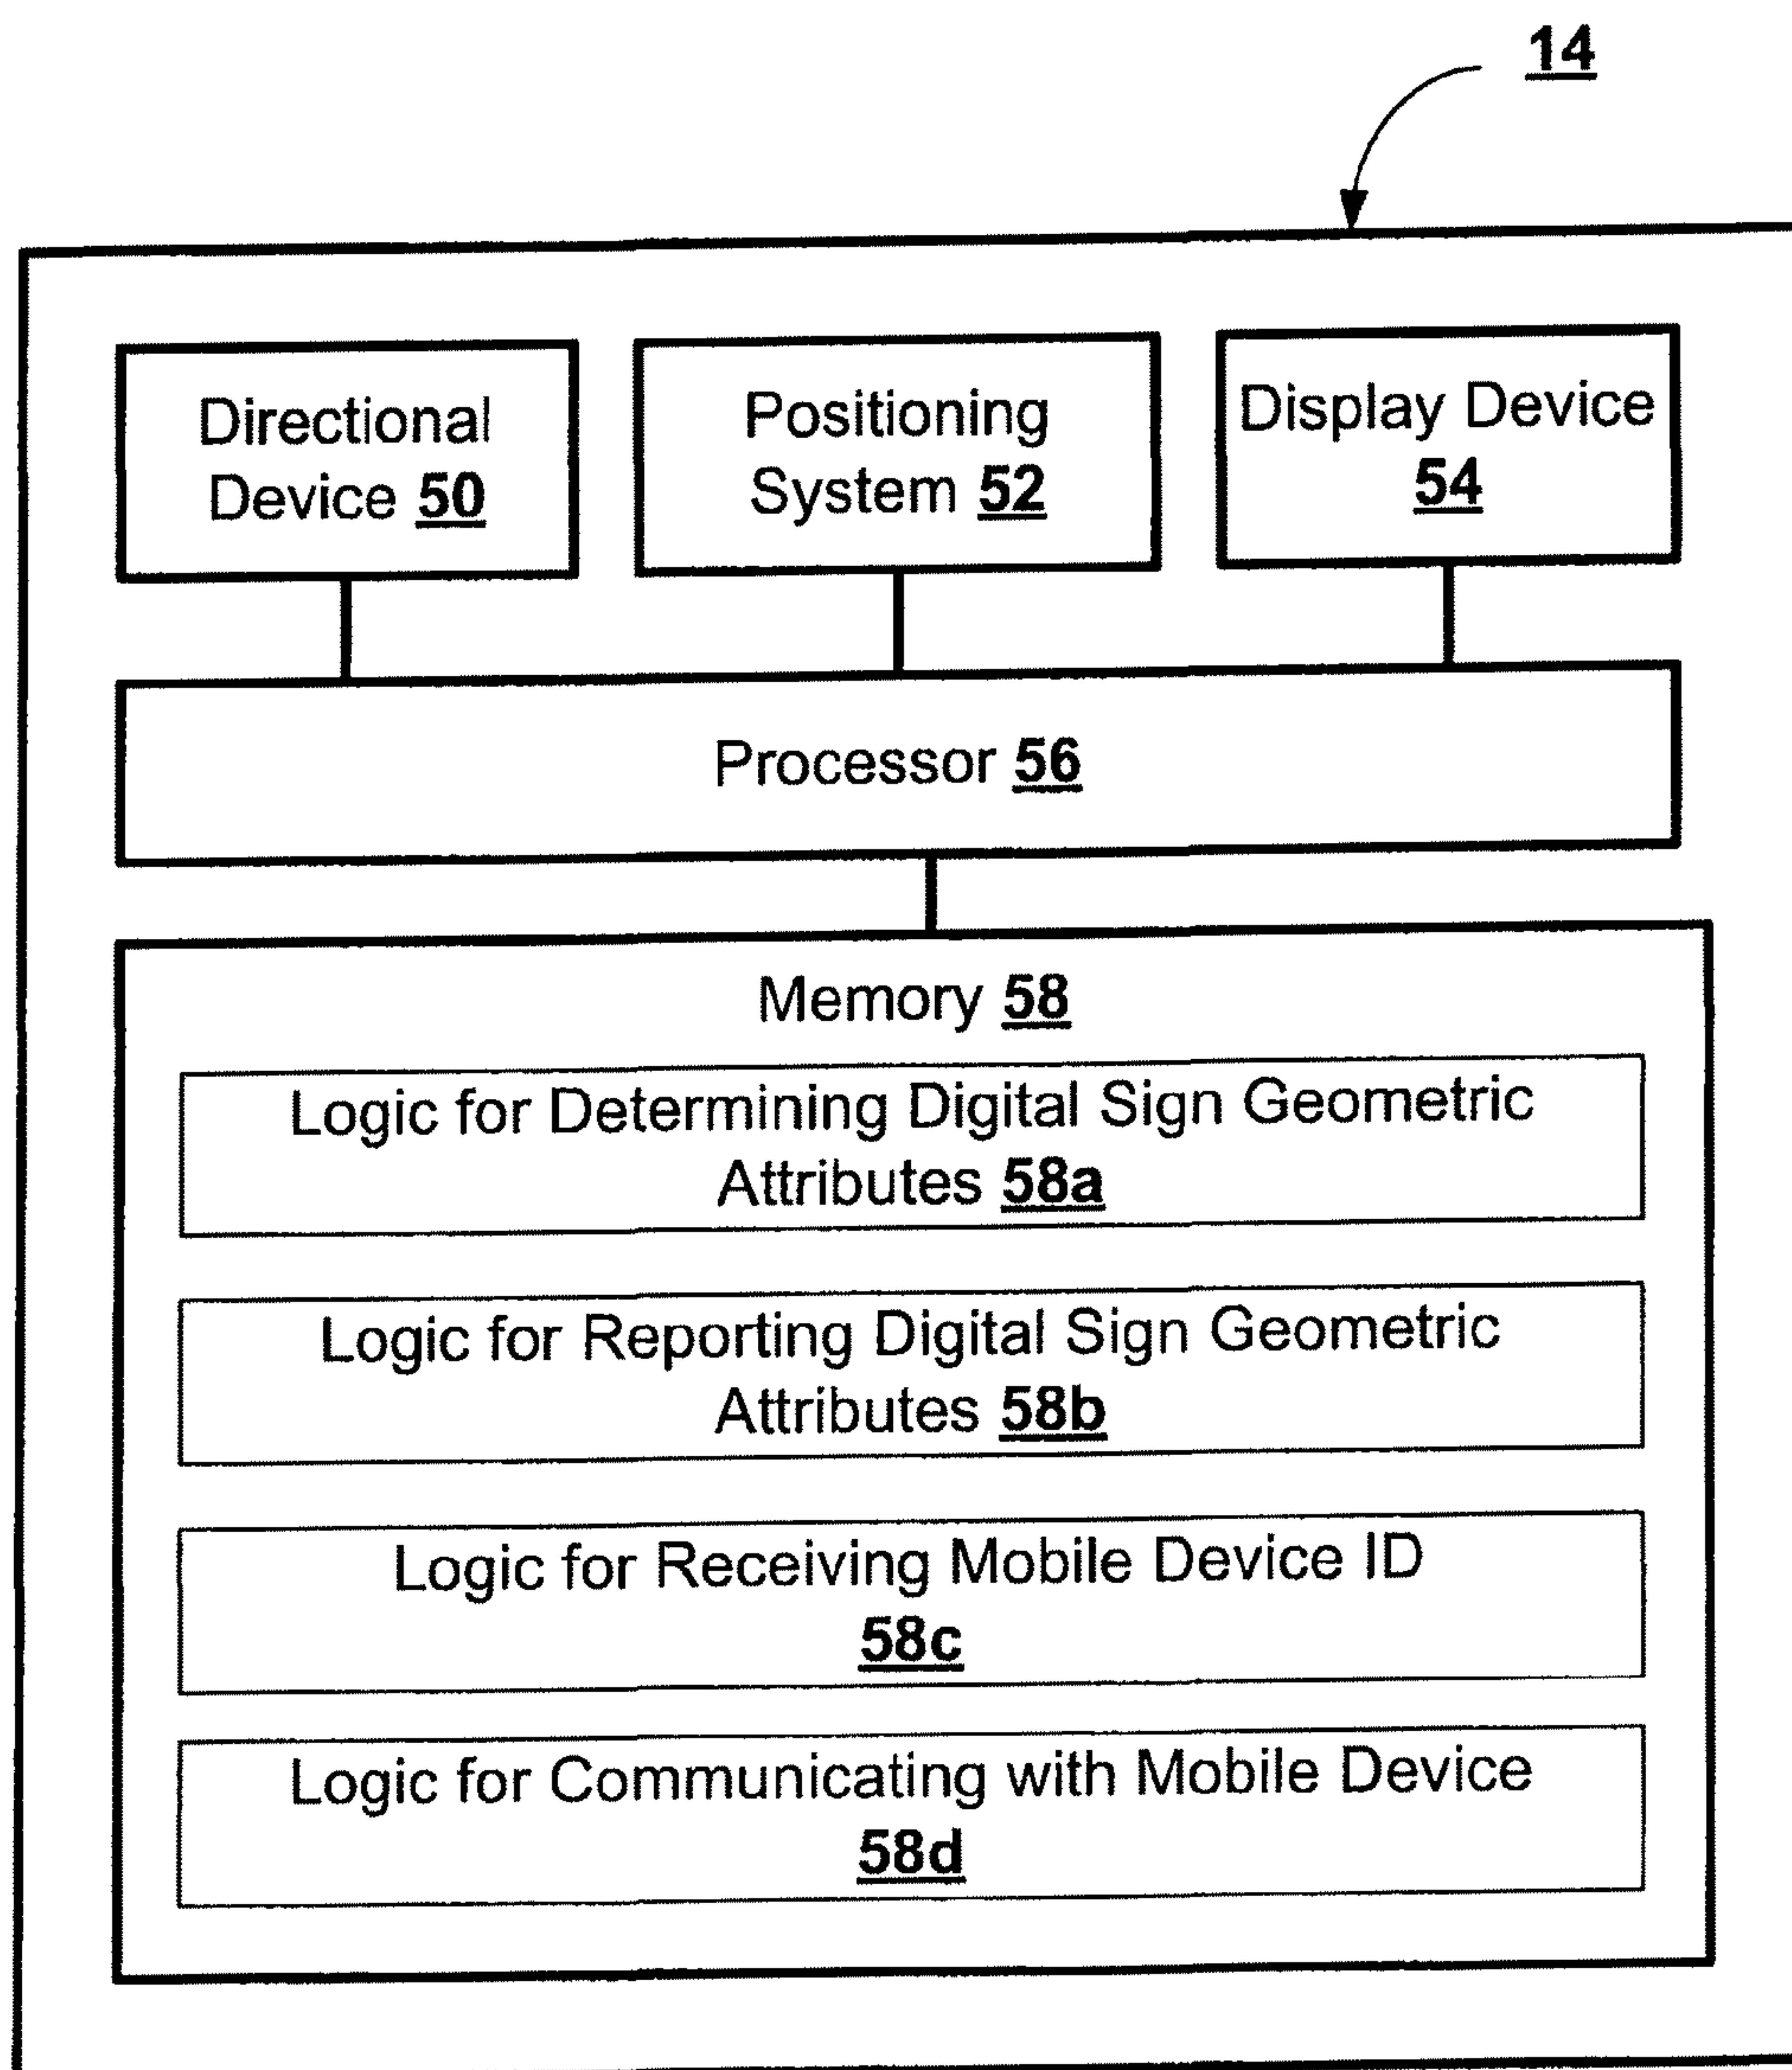 14
Directional
Device 50
Positioning
System 52
Display Device
54
Processor 56
Memory 58
Logic for Determining Digital Sign Geometric
Attributes 58a
Logic for Reporting Digital Sign Geometric
Attributes 58b
Logic for Receiving Mobile Device ID
58c
Logic for Communicating with Mobile Device
58d